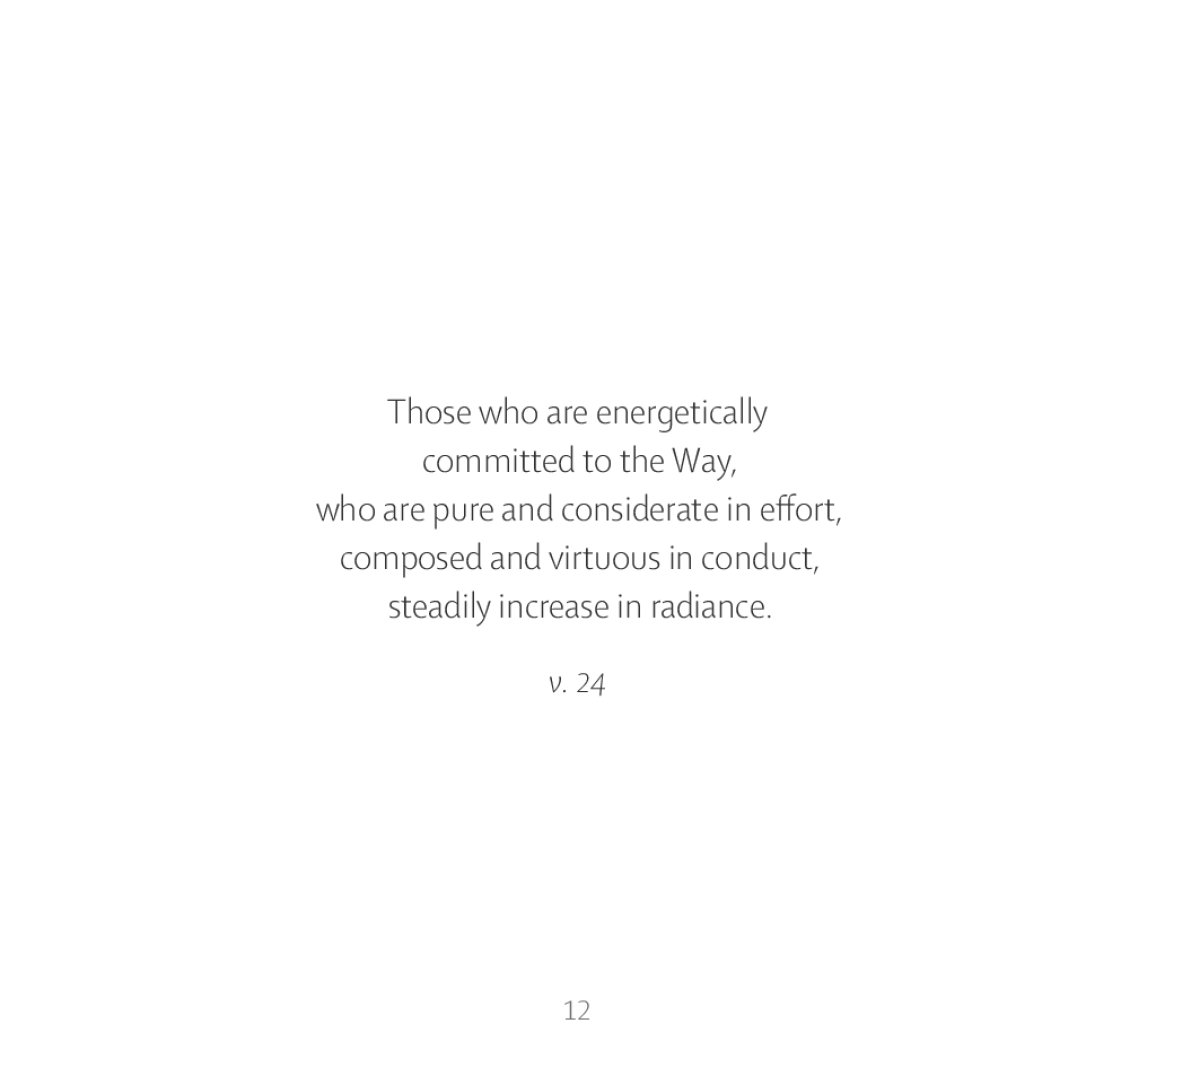 Those who are energetically
committed to the Way,
who are pure and considerate in effort,
composed and virtuous in conduct,
steadily increase in radiance.
v. 24
12